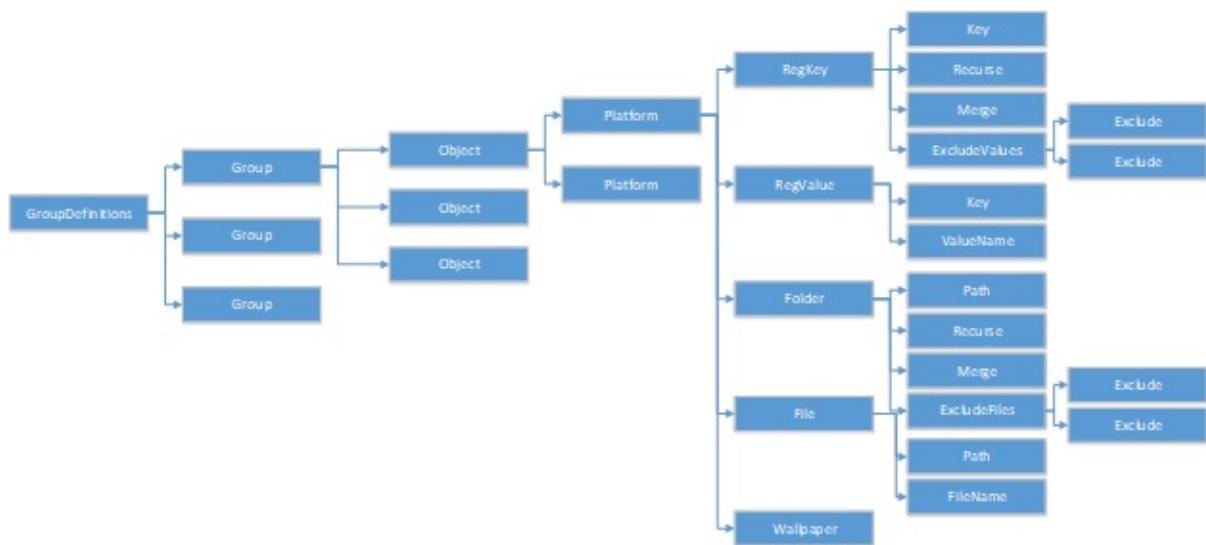 GroupDefinitions
Group
Group
Group
Object
Object
Object
Platform
Platform
RegKey
RegValue
Folder
File
Wallpaper
Key
Recurse
Merge
ExcludeValues
Key
ValueName
Path
Recurse
Merge
ExcludeFiles
Path
FileName
Exclude
Exclude
Exclude
Exclude